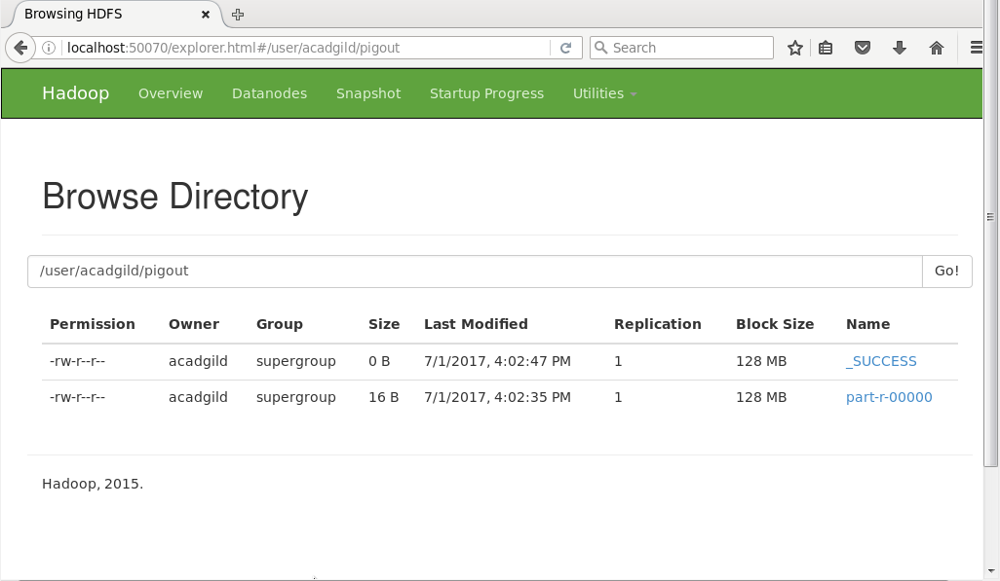 Browsing HDFS
localhost:50070/explorer.html#/user/acadgild/pigout Search
Hadoop Overview Datanodes Snapshot Startup Progress Utilities
Browse Directory
/user/acadgild/pigout Go!
Permission Owner Group Size Last Modified Replication Block Size Name
-rw-r--r-- acadgild supergroup 0 B 7/1/2017, 4:02:47 PM 1 128 MB _SUCCESS
-rw-r--r-- acadgild supergroup 16 B 7/1/2017, 4:02:35 PM 1 128 MB part-r-00000
Hadoop, 2015.